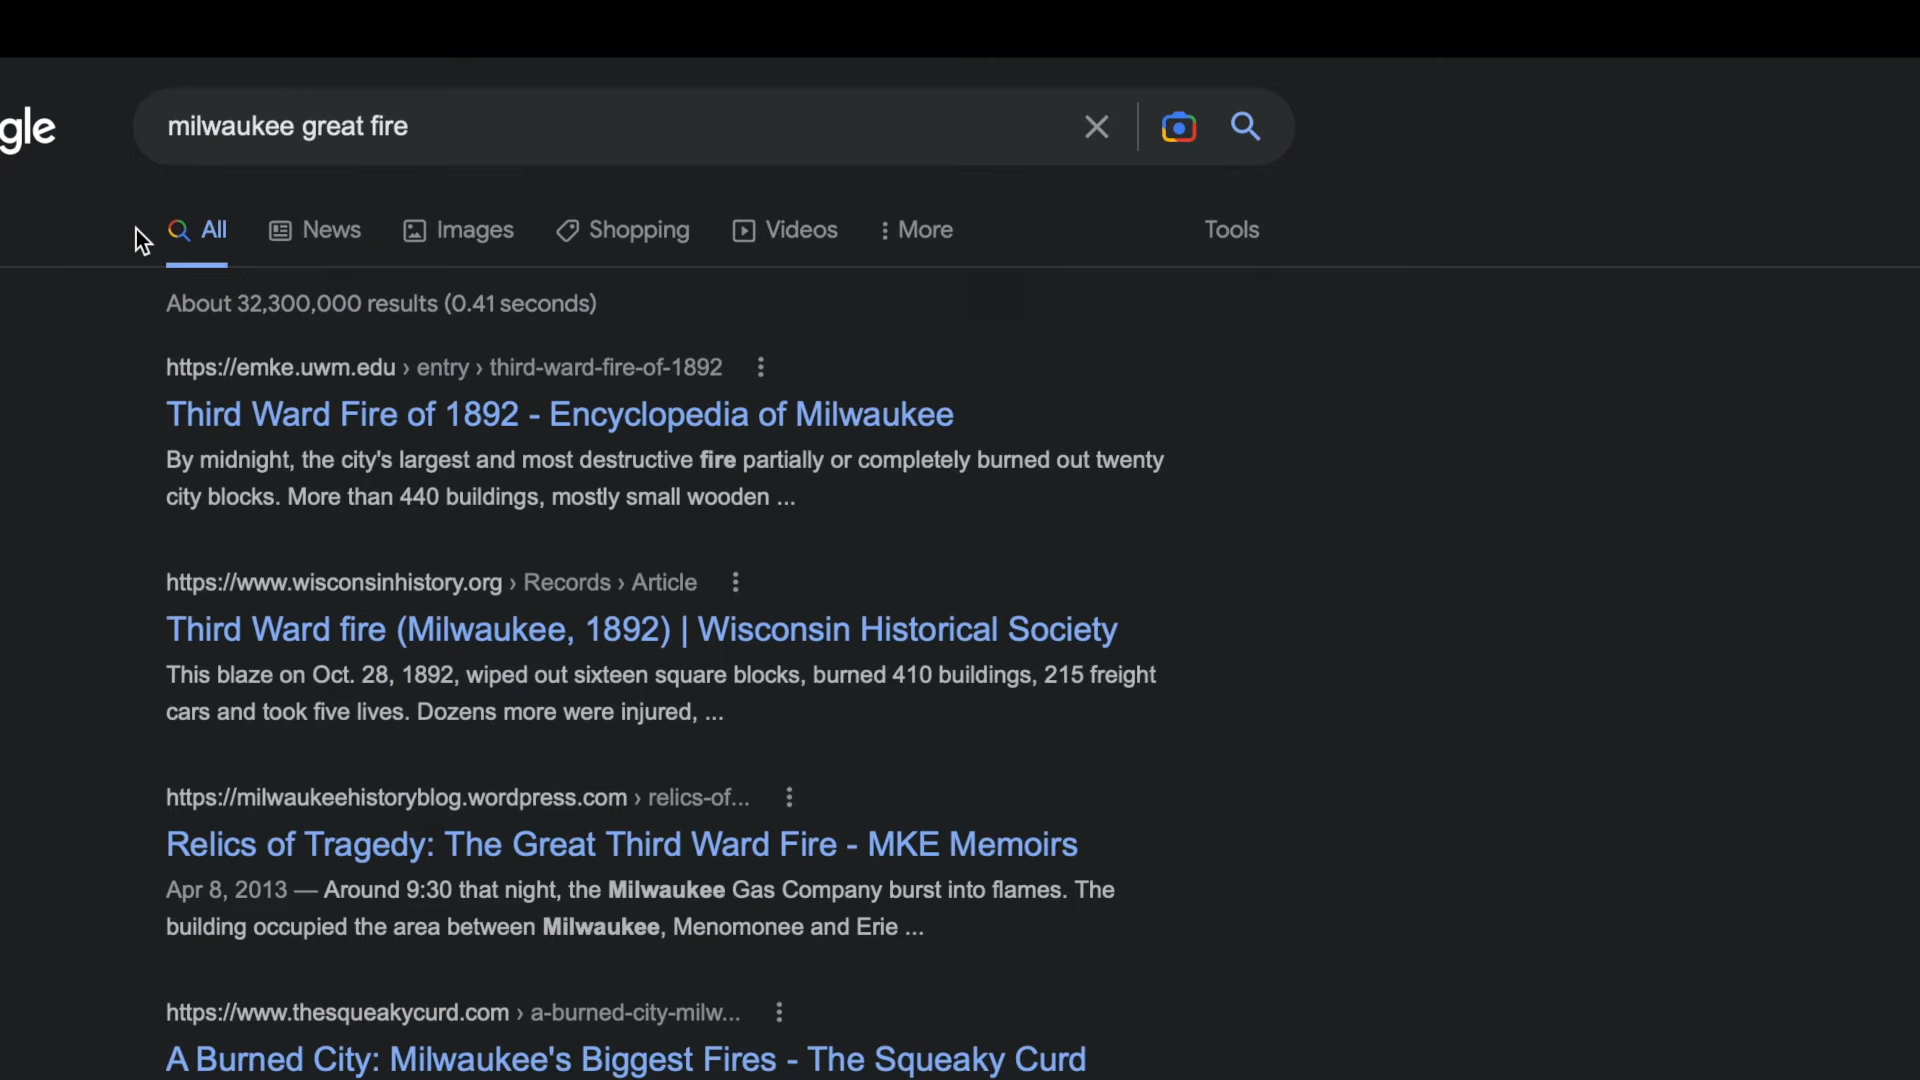 gle
milwaukee great fire
All News Images Shopping Videos More Tools
About 32,300,000 results (0.41 seconds)
https://emke.uwm.edu › entry › third-ward-fire-of-1892
Third Ward Fire of 1892 - Encyclopedia of Milwaukee
By midnight, the city's largest and most destructive fire partially or completely burned out twenty
city blocks. More than 440 buildings, mostly small wooden ...
https://www.wisconsinhistory.org › Records › Article
Third Ward fire (Milwaukee, 1892) | Wisconsin Historical Society
This blaze on Oct. 28, 1892, wiped out sixteen square blocks, burned 410 buildings, 215 freight
cars and took five lives. Dozens more were injured, ...
https://milwaukeehistoryblog.wordpress.com › relics-of...
Relics of Tragedy: The Great Third Ward Fire - MKE Memoirs
Apr 8, 2013 — Around 9:30 that night, the Milwaukee Gas Company burst into flames. The
building occupied the area between Milwaukee, Menomonee and Erie ...
https://www.thesqueakycurd.com › a-burned-city-milw...
A Burned City: Milwaukee's Biggest Fires - The Squeaky Curd